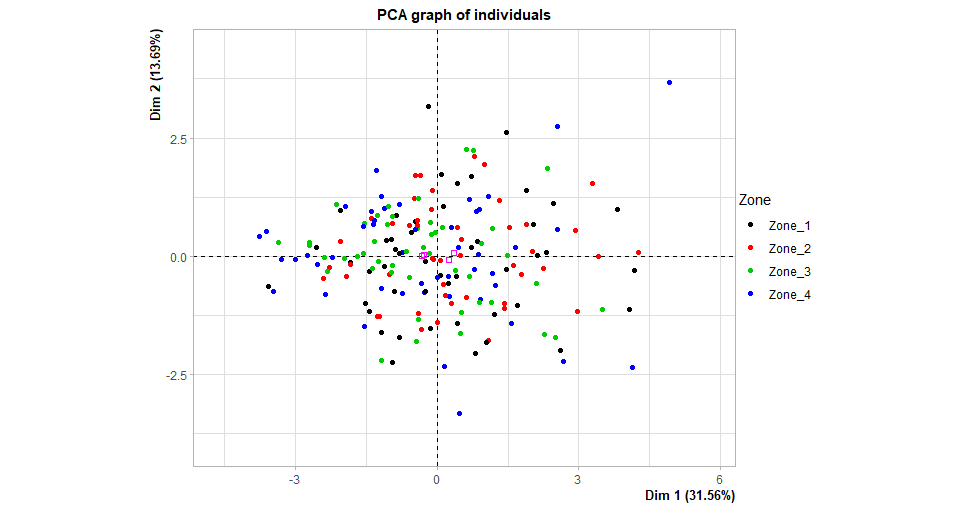 PCA graph of individuals
Dim 2 (13.69%)
2.5
0.0
-2.5
-3
0
3
6
Dim 1 (31.56%)
Zone
Zone_1
Zone_2
Zone_3
Zone_4